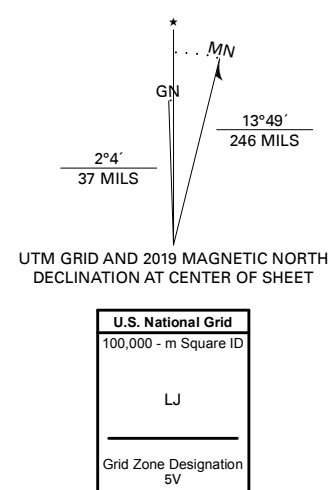 ★
MN
GN
13°49´
246 MILS
2°4´
37 MILS
UTM GRID AND 2019 MAGNETIC NORTH
DECLINATION AT CENTER OF SHEET
U.S. National Grid
100,000 - m Square ID
LJ
Grid Zone Designation
5V